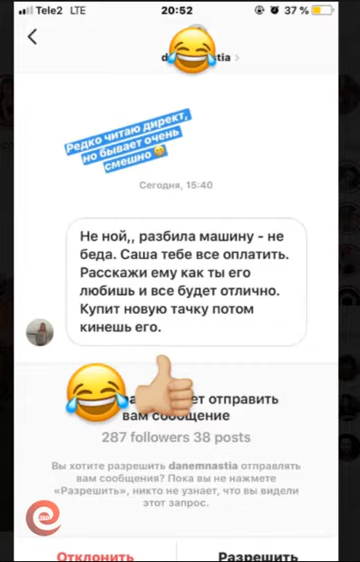 Tele2 LTE 20:52 37 %
tia
Редко читаю директ,
но бывает очень
смешно
Сегодня, 15:40
Не ной,, разбила машину - не
беда. Саша тебе все оплатить.
Расскажи ему как ты его
любишь и все будет отлично.
Купит новую тачку потом
кинешь его.
ет отправить
вам сообщение
287 followers 38 posts
Вы хотите разрешить danemnastia отправлять
вам сообщения? Пока вы не нажмете
«Разрешить», никто не узнает, что вы видели
этот запрос.
Отклонить Разрешить